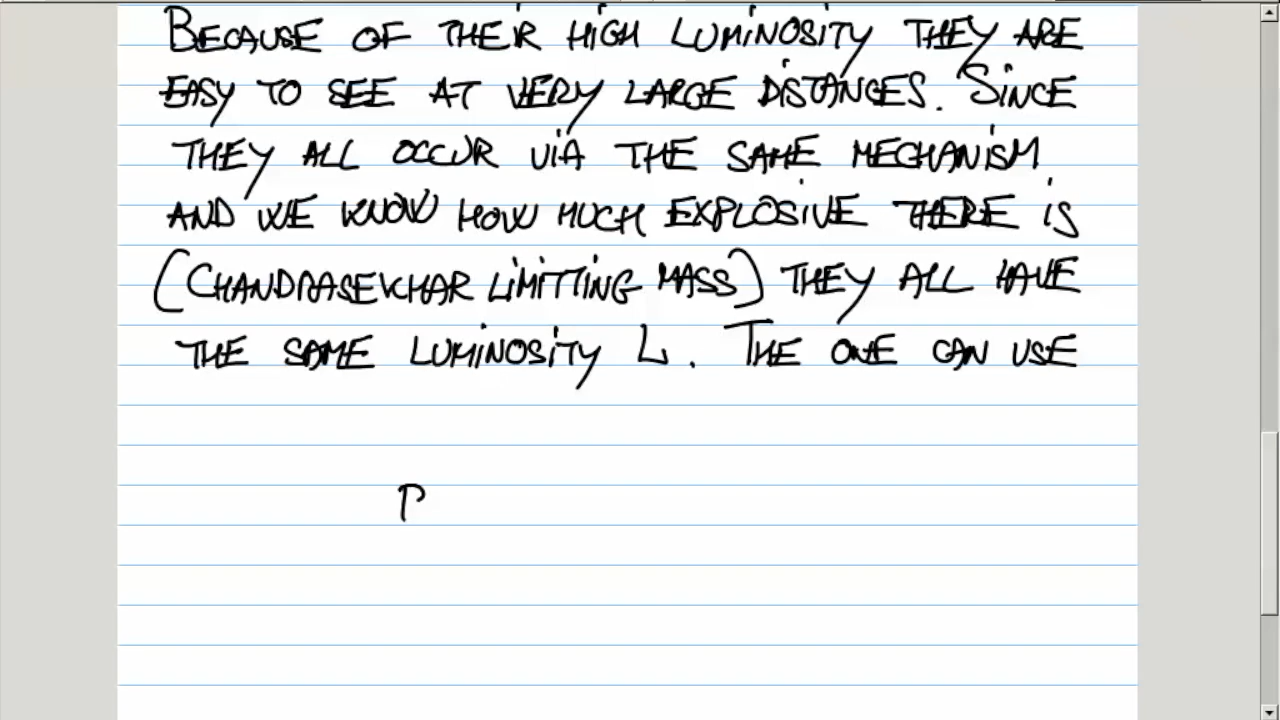 BECAUSE OF THEIR HIGH LUMINOSITY THEY ARE
EASY TO SEE AT VERY LARGE DISTANCES. SINCE
THEY ALL OCCUR VIA THE SAME MECHANISM
AND WE KNOW HOW MUCH EXPLOSIVE THERE IS
(CHANDRASEKHAR LIMITTING MASS) THEY ALL HAVE
THE SAME LUMINOSITY L. THE ONE CAN USE